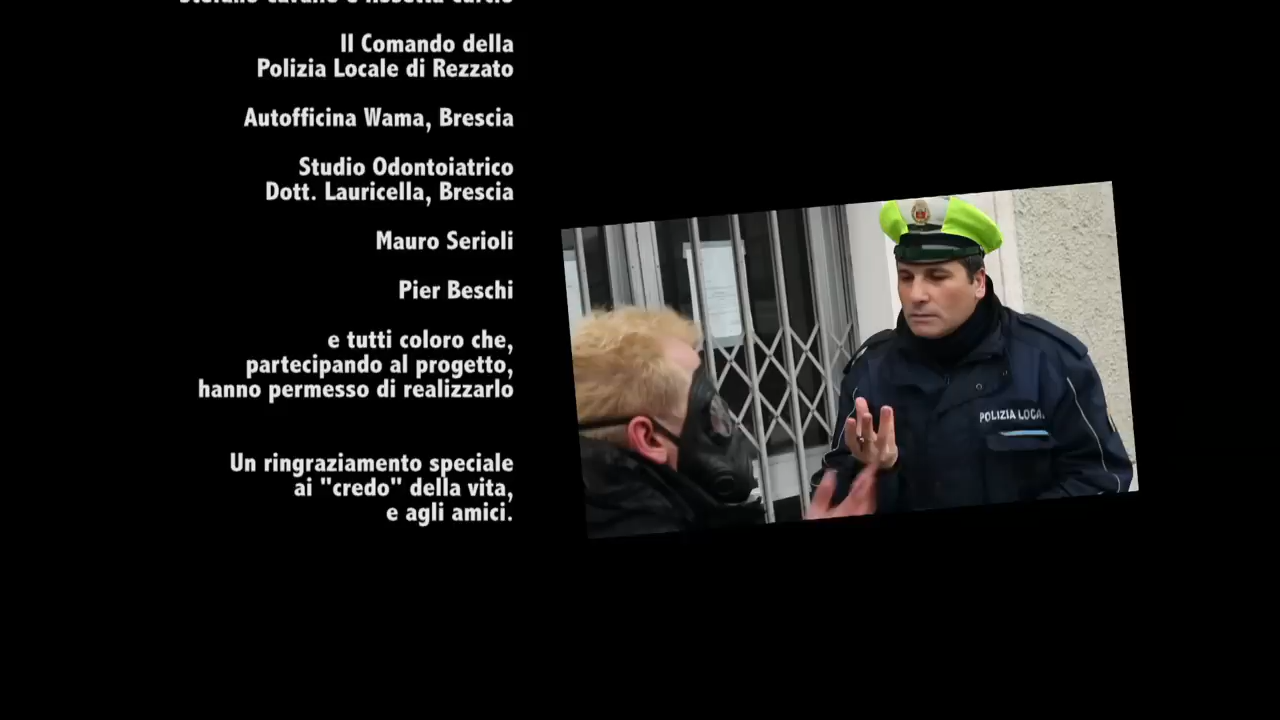 Il Comando della
Polizia Locale di Rezzato
Autofficina Wama, Brescia
Studio Odontoiatrico
Dott. Lauricella, Brescia
Mauro Serioli
Pier Beschi
e tutti coloro che,
partecipando al progetto,
hanno permesso di realizzarlo
Un ringraziamento speciale
ai "credo" della vita,
e agli amici.
POLIZIA LOCA